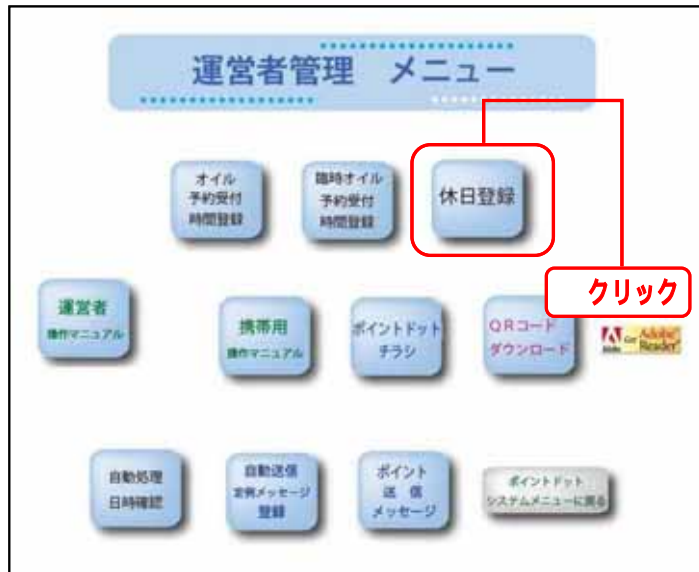 運営者管理　メニュー
オイル
予約受付
時間登録
臨時オイル
予約受付
時間登録
休日登録
クリック
運営者
操作マニュアル
携帯用
操作マニュアル
ポイントドット
チラシ
QRコード
ダウンロード
Adobe
Get Adobe
Reader
自動処理
日時確認
自動送信
定例メッセージ
登録
ポイント
送信
メッセージ
ポイントドット
システムメニューに戻る